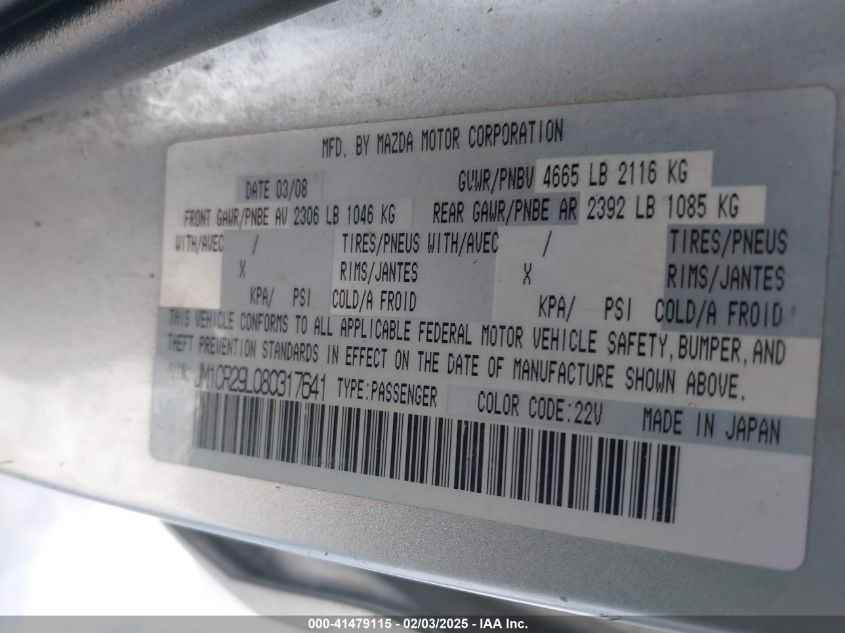 MFD. BY MAZDA MOTOR CORPORATION
DATE 03/08 GVWR/PNBV 4665 LB 2116 KG
FRONT GAWR/PNBE AV 2306 LB 1046 KG REAR GAWR/PNBE AR 2392 LB 1085 KG
WITH/AVEC / TIRES/PNEUS WITH/AVEC / TIRES/PNEUS
X RIMS/JANTES X RIMS/JANTES
KPA/ PSI COLD/A FROID KPA/ PSI COLD/A FROID
THIS VEHICLE CONFORMS TO ALL APPLICABLE FEDERAL MOTOR VEHICLE SAFETY, BUMPER, AND
THEFT PREVENTION STANDARDS IN EFFECT ON THE DATE OF MANUFACTURE SHOWN ABOVE.
VIN: JM1CR29L080317641 TYPE:PASSENGER COLOR CODE:22V MADE IN JAPAN
000-41479115 - 02/03/2025 - IAA Inc.